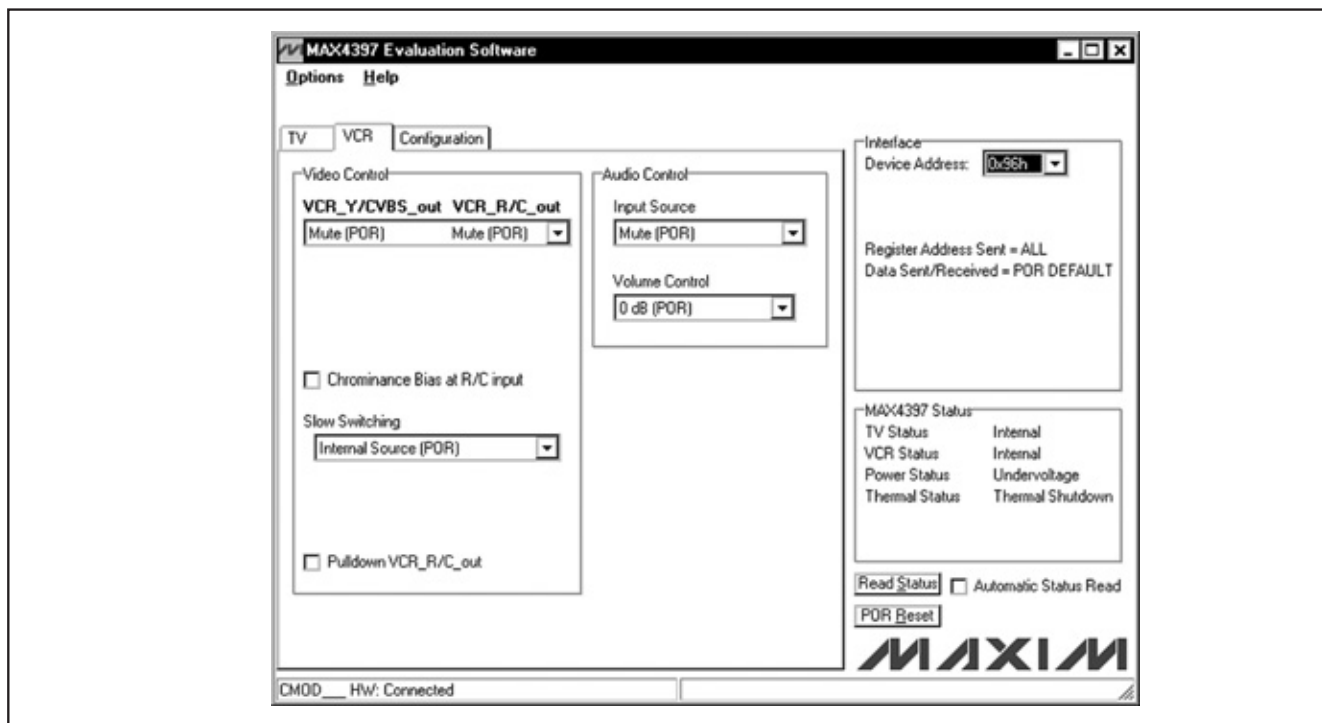 MAX4397 Evaluation Software
Options Help
TV VCR Configuration
Video Control
VCR_Y/CVBS_out VCR_R/C_out
Mute (POR) Mute (POR)
Chrominance Bias at R/C input
Slow Switching
Internal Source (POR)
Pulldown VCR_R/C_out
Audio Control
Input Source
Mute (POR)
Volume Control
0 dB (POR)
Interface
Device Address: 0x96h
Register Address Sent = ALL
Data Sent/Received = POR DEFAULT
MAX4397 Status
TV Status Internal
VCR Status Internal
Power Status Undervoltage
Thermal Status Thermal Shutdown
Read Status Automatic Status Read
POR Reset
MAXIM
CMOD___ HW: Connected